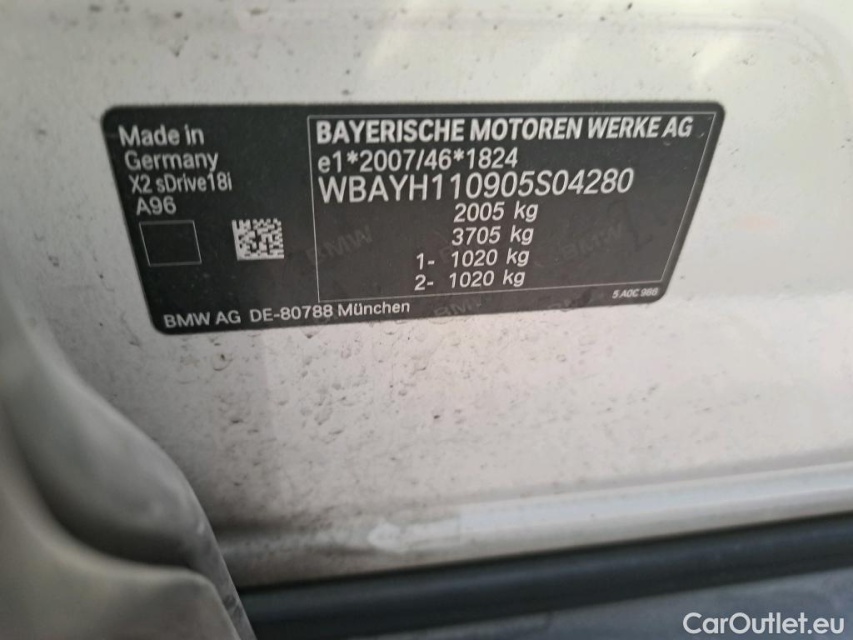 Made in
Germany
X2 sDrive18i
A96
BAYERISCHE MOTOREN WERKE AG
e1*2007/46*1824
WBAYH110905S04280
2005 kg
3705 kg
1- 1020 kg
2- 1020 kg
BMW AG DE-80788 München
5 A0C 986
CarOutlet.eu